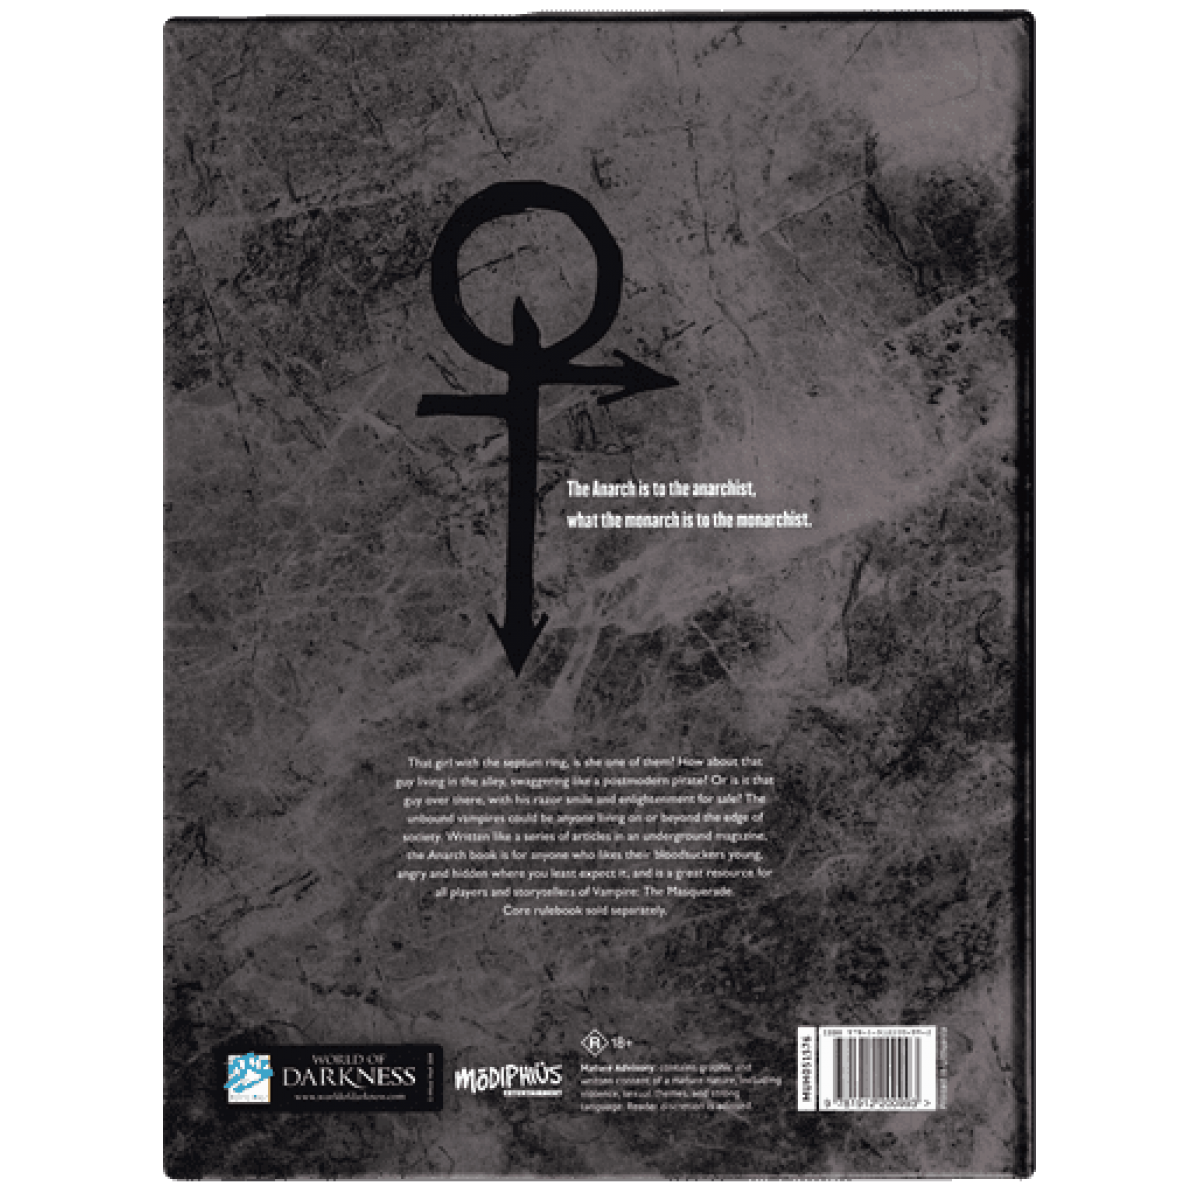 The Anarch is to the anarchist,
what the monarch is to the monarchist.
That girl with the septum ring, is she one of them? How about that
guy living in the alley, swaggering like a postmodern pirate? Or is it that
guy over there, with his razor smile and enlightenment for sale? The
unbound vampires could be anyone living on or beyond the edge of
society. Written like a series of articles in an underground magazine,
the Anarch book is for anyone who likes their bloodsuckers young,
angry and hidden where you least expect it, and is a great resource for
all players and storytellers of Vampire: The Masquerade.
Core rulebook sold separately.
WORLD OF
DARKNESS
www.worldofdarkness.com
MODIPHIÜS
ENTERTAINMENT
R 18+
Mature Advisory: contains graphic and
written content of a mature nature, including
violence, sexual themes, and strong
language. Reader discretion is advised.
MUH051576
ISBN